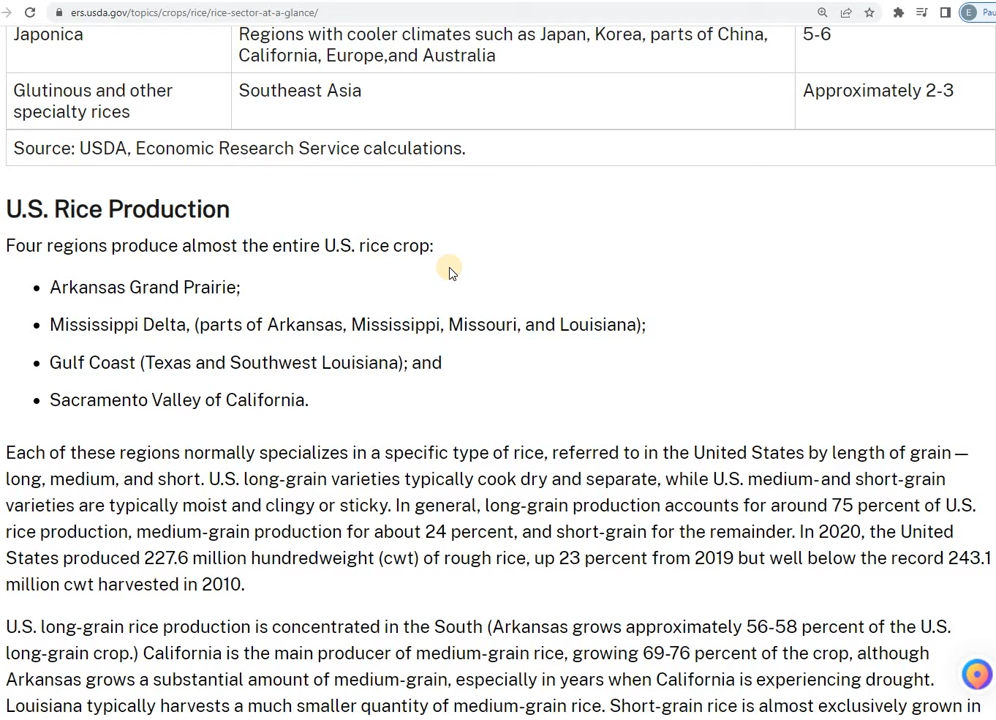 ers.usda.gov/topics/crops/rice/rice-sector-at-a-glance/
E
Pau
Japonica
Regions with cooler climates such as Japan, Korea, parts of China,
California, Europe,and Australia
5-6
Glutinous and other
specialty rices
Southeast Asia
Approximately 2-3
Source: USDA, Economic Research Service calculations.
U.S. Rice Production
Four regions produce almost the entire U.S. rice crop:
• Arkansas Grand Prairie;
• Mississippi Delta, (parts of Arkansas, Mississippi, Missouri, and Louisiana);
• Gulf Coast (Texas and Southwest Louisiana); and
• Sacramento Valley of California.
Each of these regions normally specializes in a specific type of rice, referred to in the United States by length of grain—
long, medium, and short. U.S. long-grain varieties typically cook dry and separate, while U.S. medium- and short-grain
varieties are typically moist and clingy or sticky. In general, long-grain production accounts for around 75 percent of U.S.
rice production, medium-grain production for about 24 percent, and short-grain for the remainder. In 2020, the United
States produced 227.6 million hundredweight (cwt) of rough rice, up 23 percent from 2019 but well below the record 243.1
million cwt harvested in 2010.
U.S. long-grain rice production is concentrated in the South (Arkansas grows approximately 56-58 percent of the U.S.
long-grain crop.) California is the main producer of medium-grain rice, growing 69-76 percent of the crop, although
Arkansas grows a substantial amount of medium-grain, especially in years when California is experiencing drought.
Louisiana typically harvests a much smaller quantity of medium-grain rice. Short-grain rice is almost exclusively grown in